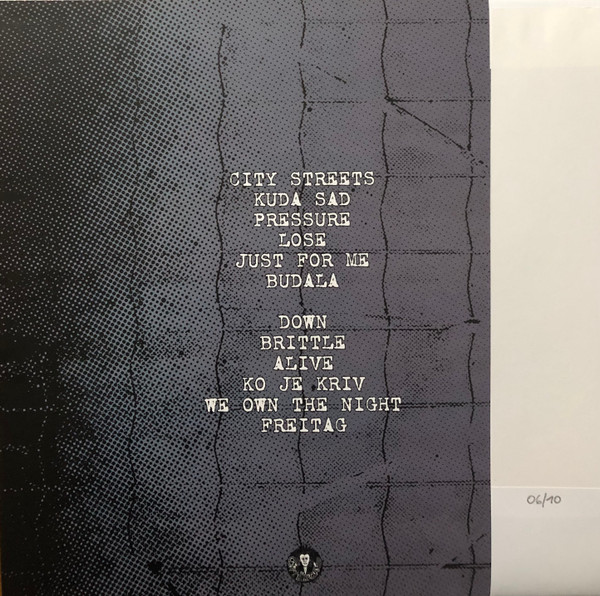 CITY STREETS
KUDA SAD
PRESSURE
LOSE
JUST FOR ME
BUDALA
DOWN
BRITTLE
ALIVE
KO JE KRIV
WE OWN THE NIGHT
FREITAG
06/10